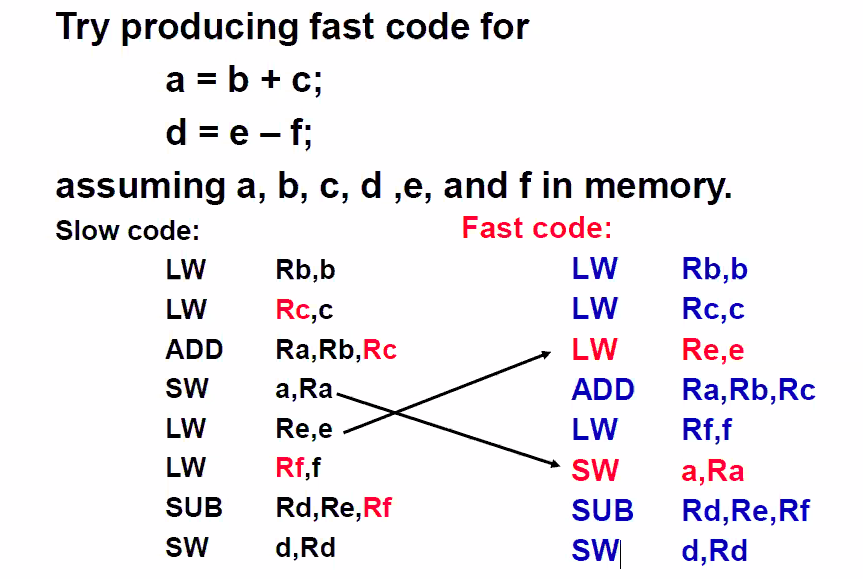 Try producing fast code for
a = b + c;
d = e – f;
assuming a, b, c, d ,e, and f in memory.
Slow code:
LW Rb,b
LW Rc,c
ADD Ra,Rb,Rc
SW a,Ra
LW Re,e
LW Rf,f
SUB Rd,Re,Rf
SW d,Rd
Fast code:
LW Rb,b
LW Rc,c
LW Re,e
ADD Ra,Rb,Rc
LW Rf,f
SW a,Ra
SUB Rd,Re,Rf
SW d,Rd